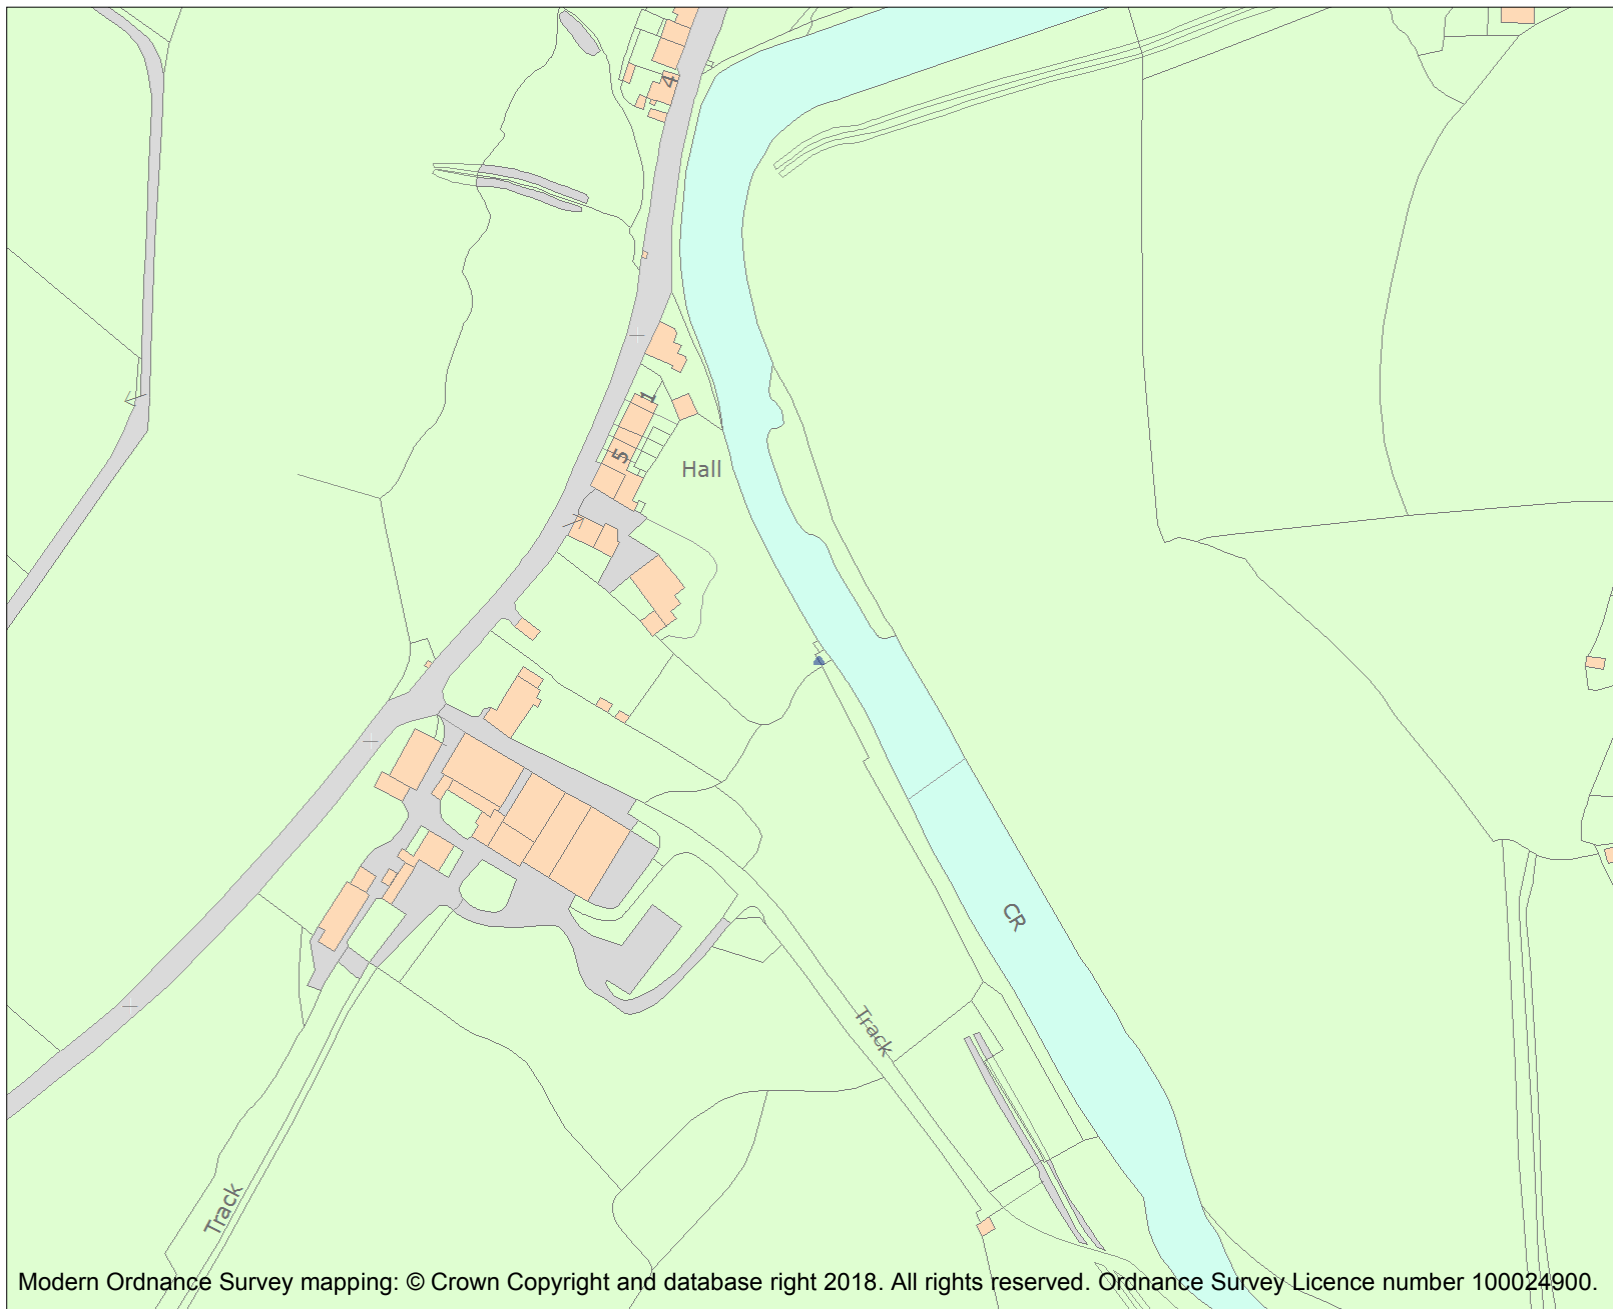 4
1
5
Hall
CR
Track
Track
Modern Ordnance Survey mapping: © Crown Copyright and database right 2018. All rights reserved. Ordnance Survey Licence number 100024900.